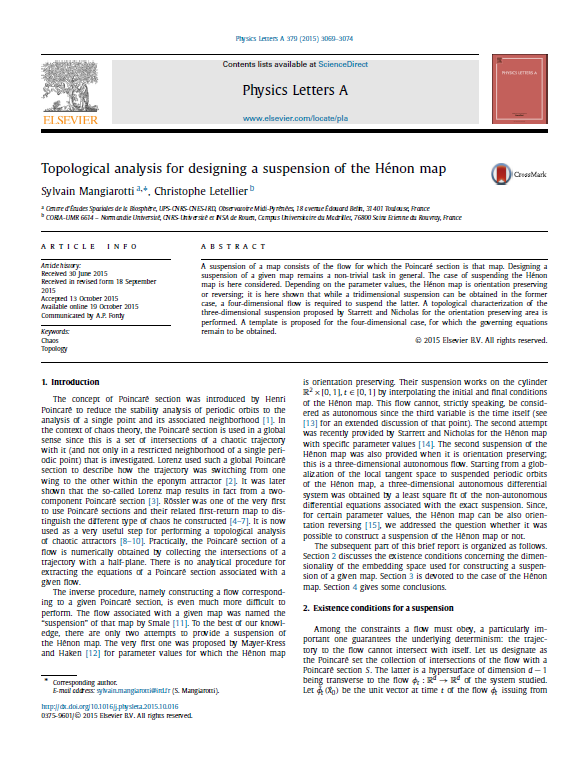 Physics Letters A 379 (2015) 3069–3074
Contents lists available at ScienceDirect
Physics Letters A
www.elsevier.com/locate/pla
ELSEVIER
PHYSICS LETTERS A
Topological analysis for designing a suspension of the Hénon map
CrossMark
Sylvain Mangiarotti a,*, Christophe Letellier b
a Centre d'Études Spatiales de la Biosphère, UPS-CNRS-CNES-IRD, Observatoire Midi-Pyrénées, 18 avenue Édouard Belin, 31401 Toulouse, France
b CORIA-UMR 6614 – Normandie Université, CNRS-Université et INSA de Rouen, Campus Universitaire du Madrillet, 76800 Saint-Etienne du Rouvray, France
ARTICLE INFO
Article history:
Received 30 June 2015
Received in revised form 18 September
2015
Accepted 13 October 2015
Available online 19 October 2015
Communicated by A.P. Fordy
Keywords:
Chaos
Topology
ABSTRACT
A suspension of a map consists of the flow for which the Poincaré section is that map. Designing a
suspension of a given map remains a non-trivial task in general. The case of suspending the Hénon
map is here considered. Depending on the parameter values, the Hénon map is orientation preserving
or reversing; it is here shown that while a tridimensional suspension can be obtained in the former
case, a four-dimensional flow is required to suspend the latter. A topological characterization of the
three-dimensional suspension proposed by Starrett and Nicholas for the orientation preserving area is
performed. A template is proposed for the four-dimensional case, for which the governing equations
remain to be obtained.
© 2015 Elsevier B.V. All rights reserved.
1. Introduction
The concept of Poincaré section was introduced by Henri
Poincaré to reduce the stability analysis of periodic orbits to the
analysis of a single point and its associated neighborhood [1]. In
the context of chaos theory, the Poincaré section is used in a global
sense since this is a set of intersections of a chaotic trajectory
with it (and not only in a restricted neighborhood of a single peri-
odic point) that is investigated. Lorenz used such a global Poincaré
section to describe how the trajectory was switching from one
wing to the other within the eponym attractor [2]. It was later
shown that the so-called Lorenz map results in fact from a two-
component Poincaré section [3]. Rössler was one of the very first
to use Poincaré sections and their related first-return map to dis-
tinguish the different type of chaos he constructed [4–7]. It is now
used as a very useful step for performing a topological analysis
of chaotic attractors [8–10]. Practically, the Poincaré section of a
flow is numerically obtained by collecting the intersections of a
trajectory with a half-plane. There is no analytical procedure for
extracting the equations of a Poincaré section associated with a
given flow.
The inverse procedure, namely constructing a flow correspond-
ing to a given Poincaré section, is even much more difficult to
perform. The flow associated with a given map was named the
"suspension" of that map by Smale [11]. To the best of our knowl-
edge, there are only two attempts to provide a suspension of
the Hénon map. The very first one was proposed by Mayer-Kress
and Haken [12] for parameter values for which the Hénon map
* Corresponding author.
E-mail address: sylvain.mangiarotti@ird.fr (S. Mangiarotti).
http://dx.doi.org/10.1016/j.physleta.2015.10.016
0375-9601/© 2015 Elsevier B.V. All rights reserved.
is orientation preserving. Their suspension works on the cylinder
ℝ² × [0, 1], t ∈ [0, 1] by interpolating the initial and final conditions
of the Hénon map. This flow cannot, strictly speaking, be consid-
ered as autonomous since the third variable is the time itself (see
[13] for an extended discussion of that point). The second attempt
was recently provided by Starrett and Nicholas for the Hénon map
with specific parameter values [14]. The second suspension of the
Hénon map was also provided when it is orientation preserving;
this is a three-dimensional autonomous flow. Starting from a glob-
alization of the local tangent space to suspended periodic orbits
of the Hénon map, a three-dimensional autonomous differential
system was obtained by a least square fit of the non-autonomous
differential equations associated with the exact suspension. Since,
for certain parameter values, the Hénon map can be also orien-
tation reversing [15], we addressed the question whether it was
possible to construct a suspension of the Hénon map or not.
The subsequent part of this brief report is organized as follows.
Section 2 discusses the existence conditions concerning the dimen-
sionality of the embedding space used for constructing a suspen-
sion of a given map. Section 3 is devoted to the case of the Hénon
map. Section 4 gives some conclusions.
2. Existence conditions for a suspension
Among the constraints a flow must obey, a particularly im-
portant one guarantees the underlying determinism: the trajec-
tory to the flow cannot intersect with itself. Let us designate as
the Poincaré set the collection of intersections of the flow with a
Poincaré section S. The latter is a hypersurface of dimension d − 1
being transverse to the flow ϕt : ℝᵈ → ℝᵈ of the system studied.
Let ϕ̂t(X0) be the unit vector at time t of the flow ϕt issuing from